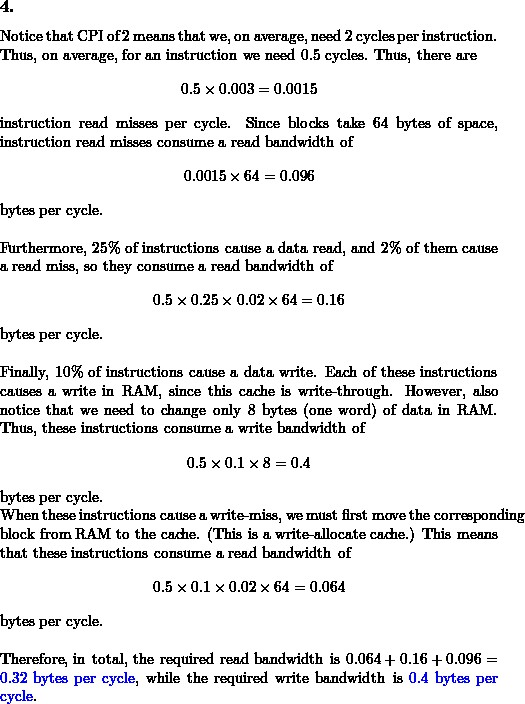 4.
Notice that CPI of 2 means that we, on average, need 2 cycles per instruction.
Thus, on average, for an instruction we need 0.5 cycles. Thus, there are
0.5 × 0.003 = 0.0015
instruction read misses per cycle. Since blocks take 64 bytes of space,
instruction read misses consume a read bandwidth of
0.0015 × 64 = 0.096
bytes per cycle.
Furthermore, 25% of instructions cause a data read, and 2% of them cause
a read miss, so they consume a read bandwidth of
0.5 × 0.25 × 0.02 × 64 = 0.16
bytes per cycle.
Finally, 10% of instructions cause a data write. Each of these instructions
causes a write in RAM, since this cache is write-through. However, also
notice that we need to change only 8 bytes (one word) of data in RAM.
Thus, these instructions consume a write bandwidth of
0.5 × 0.1 × 8 = 0.4
bytes per cycle.
When these instructions cause a write-miss, we must first move the corresponding
block from RAM to the cache. (This is a write-allocate cache.) This means
that these instructions consume a read bandwidth of
0.5 × 0.1 × 0.02 × 64 = 0.064
bytes per cycle.
Therefore, in total, the required read bandwidth is 0.064 + 0.16 + 0.096 =
0.32 bytes per cycle, while the required write bandwidth is 0.4 bytes per
cycle.